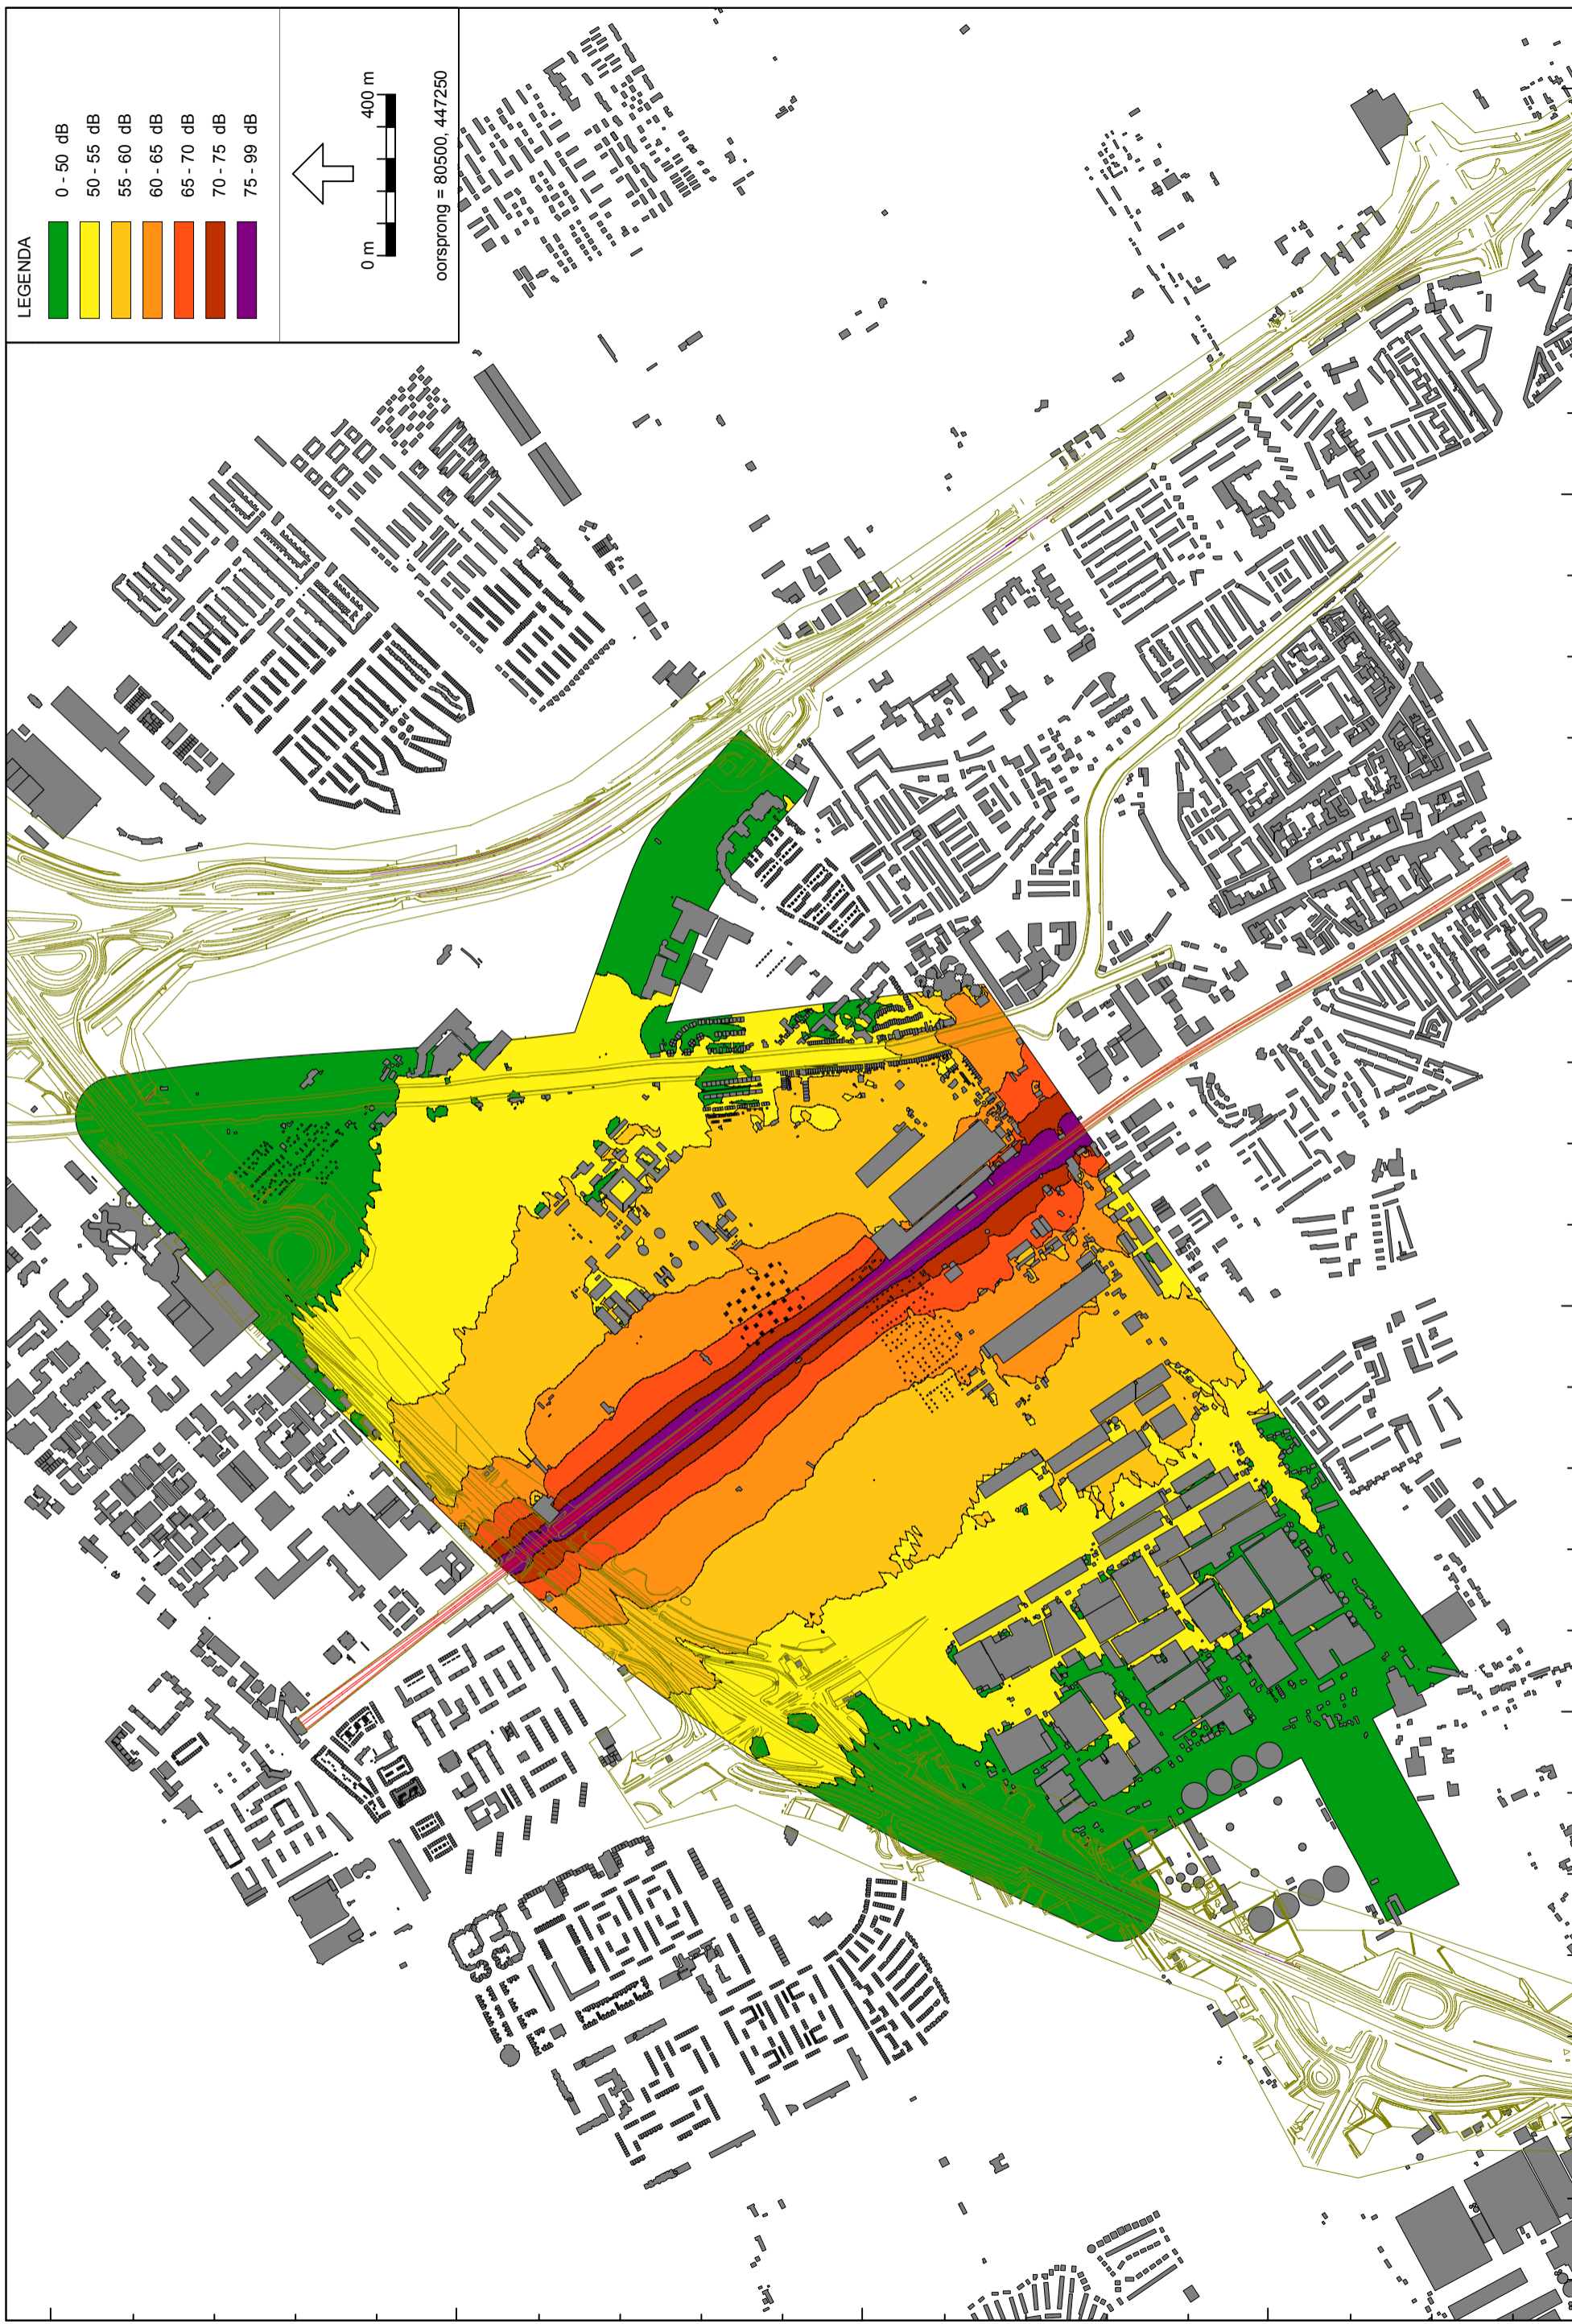 LEGENDA
0 - 50 dB
50 - 55 dB
55 - 60 dB
60 - 65 dB
65 - 70 dB
70 - 75 dB
75 - 99 dB
0 m 400 m
oorsprong = 80500, 447250